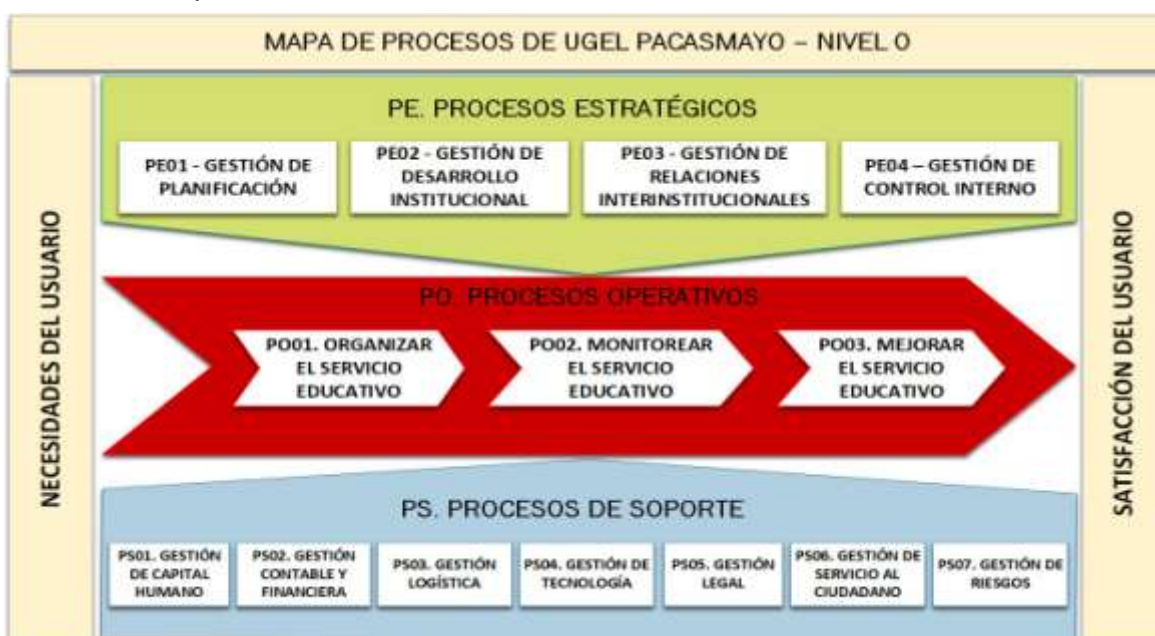 MAPA DE PROCESOS DE UGEL PACASMAYO – NIVEL 0
NECESIDADES DEL USUARIO
PE. PROCESOS ESTRATÉGICOS
PE01 - GESTIÓN DE
PLANIFICACIÓN
PE02 - GESTIÓN DE
DESARROLLO
INSTITUCIONAL
PE03 - GESTIÓN DE
RELACIONES
INTERINSTITUCIONALES
PE04 – GESTIÓN DE
CONTROL INTERNO
PO. PROCESOS OPERATIVOS
PO01. ORGANIZAR
EL SERVICIO
EDUCATIVO
PO02. MONITOREAR
EL SERVICIO
EDUCATIVO
PO03. MEJORAR
EL SERVICIO
EDUCATIVO
PS. PROCESOS DE SOPORTE
PS01. GESTIÓN
DE CAPITAL
HUMANO
PS02. GESTIÓN
CONTABLE Y
FINANCIERA
PS03. GESTIÓN
LOGÍSTICA
PS04. GESTIÓN DE
TECNOLOGÍA
PS05. GESTIÓN
LEGAL
PS06. GESTIÓN DE
SERVICIO AL
CIUDADANO
PS07. GESTIÓN DE
RIESGOS
SATISFACCIÓN DEL USUARIO